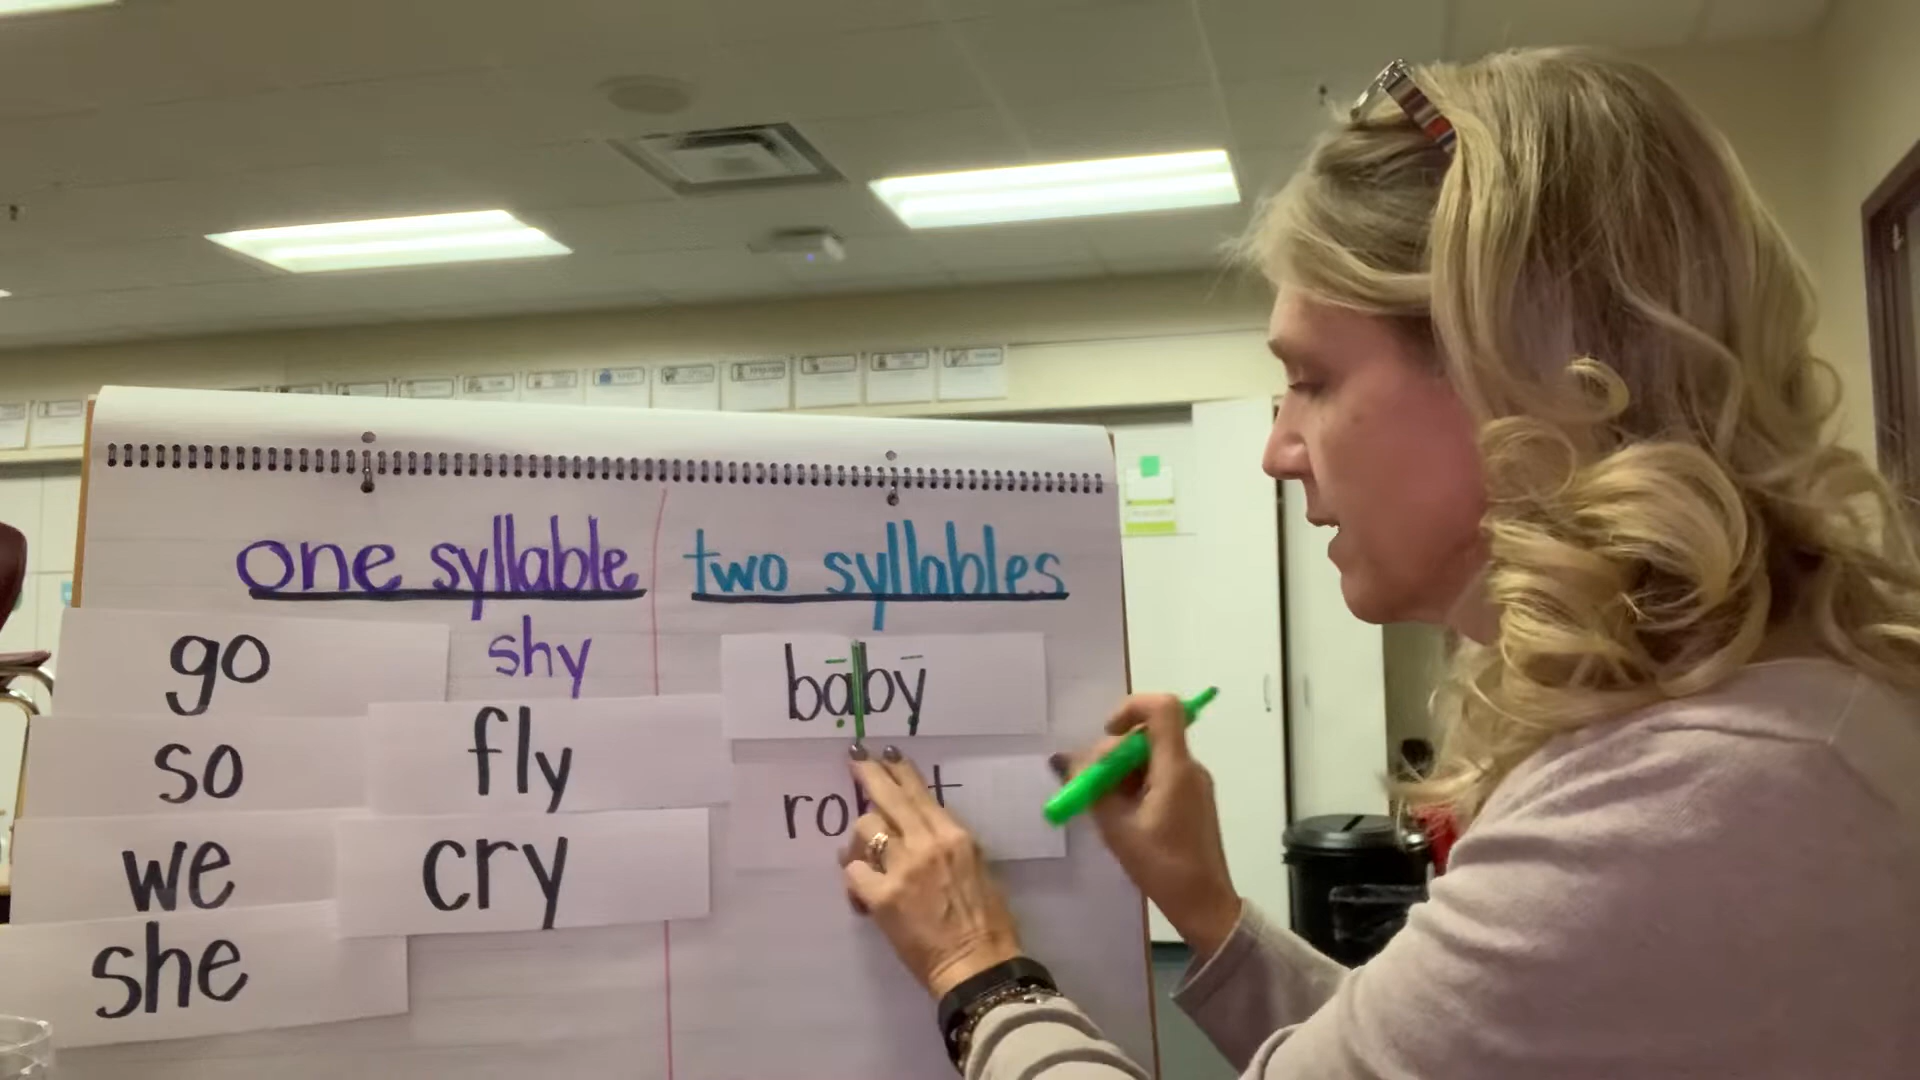 one syllable
two syllables
go
shy
so
fly
we
cry
she
baby